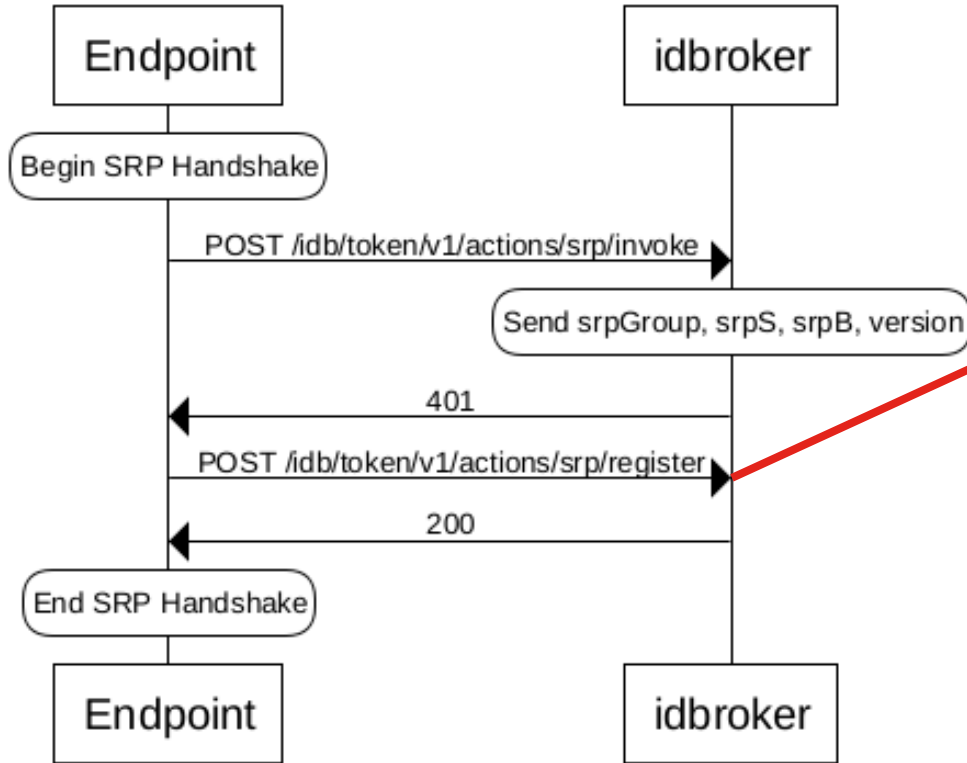 Endpoint
idbroker
Begin SRP Handshake
POST /idb/token/v1/actions/srp/invoke
Send srpGroup, srpS, srpB, version
401
POST /idb/token/v1/actions/srp/register
200
End SRP Handshake
Endpoint
idbroker